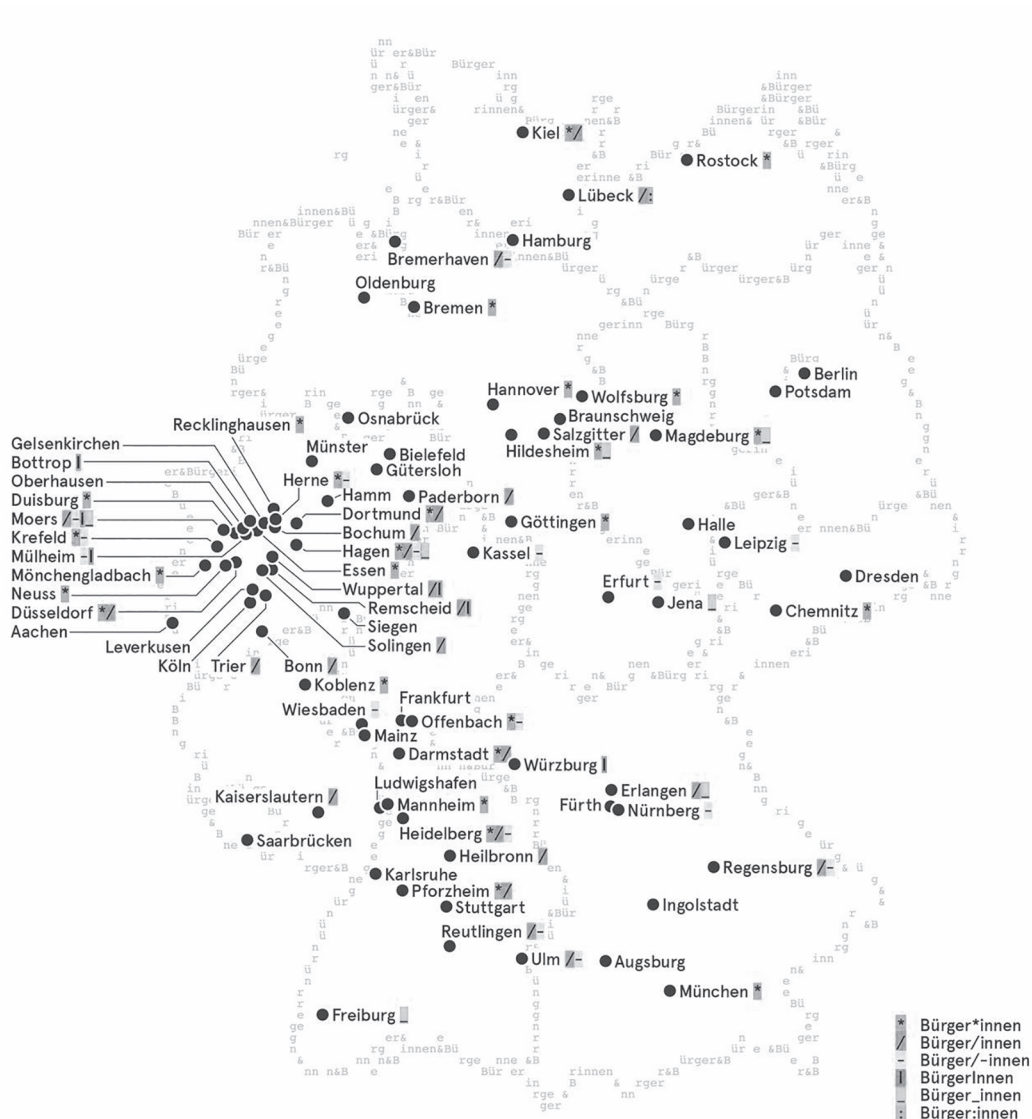 Kiel */
Rostock *
Lübeck /:
Hamburg
Bremerhaven /-
Oldenburg
Bremen *
Berlin
Potsdam
Hannover *
Wolfsburg *
Braunschweig
Salzgitter /
Magdeburg *_
Hildesheim *_
Osnabrück
Recklinghausen *
Gelsenkirchen
Bottrop |
Oberhausen
Duisburg *
Moers /-|_
Krefeld *-
Mülheim -|
Mönchengladbach *
Neuss *
Düsseldorf */
Aachen
Leverkusen
Köln
Trier /
Bonn /
Münster
Bielefeld
Gütersloh
Herne *-
Hamm
Paderborn /
Dortmund */
Bochum /
Hagen */-_
Essen *
Wuppertal /|
Remscheid /|
Siegen
Solingen /
Göttingen *
Kassel -
Halle
Leipzig -
Erfurt -
Jena _
Dresden
Chemnitz *
Koblenz *
Wiesbaden -
Mainz
Frankfurt
Offenbach *-
Darmstadt */
Würzburg |
Ludwigshafen
Mannheim *
Kaiserslautern /
Heidelberg */-
Saarbrücken
Erlangen /_
Fürth
Nürnberg -
Heilbronn /
Karlsruhe
Pforzheim */
Stuttgart
Regensburg /-
Ingolstadt
Reutlingen /-
Ulm /-
Augsburg
München *
Freiburg _
* Bürger*innen
/ Bürger/innen
- Bürger/-innen
| BürgerInnen
_ Bürger_innen
: Bürger:innen